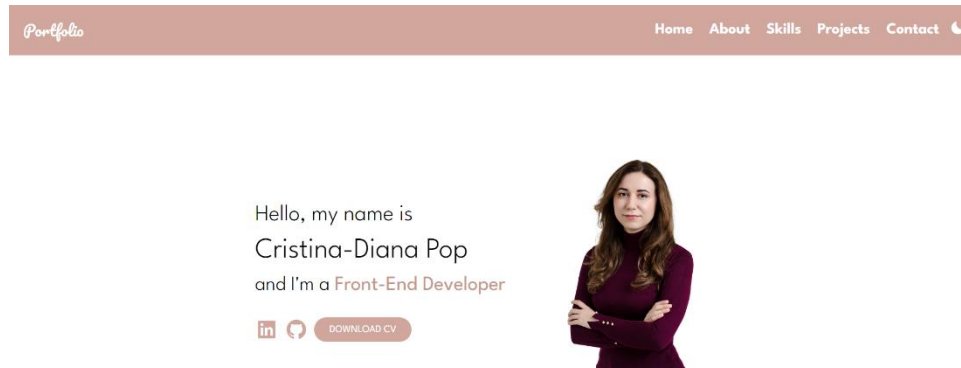 Portfolio
Home About Skills Projects Contact
Hello, my name is
Cristina-Diana Pop
and I'm a Front-End Developer
in
DOWNLOAD CV